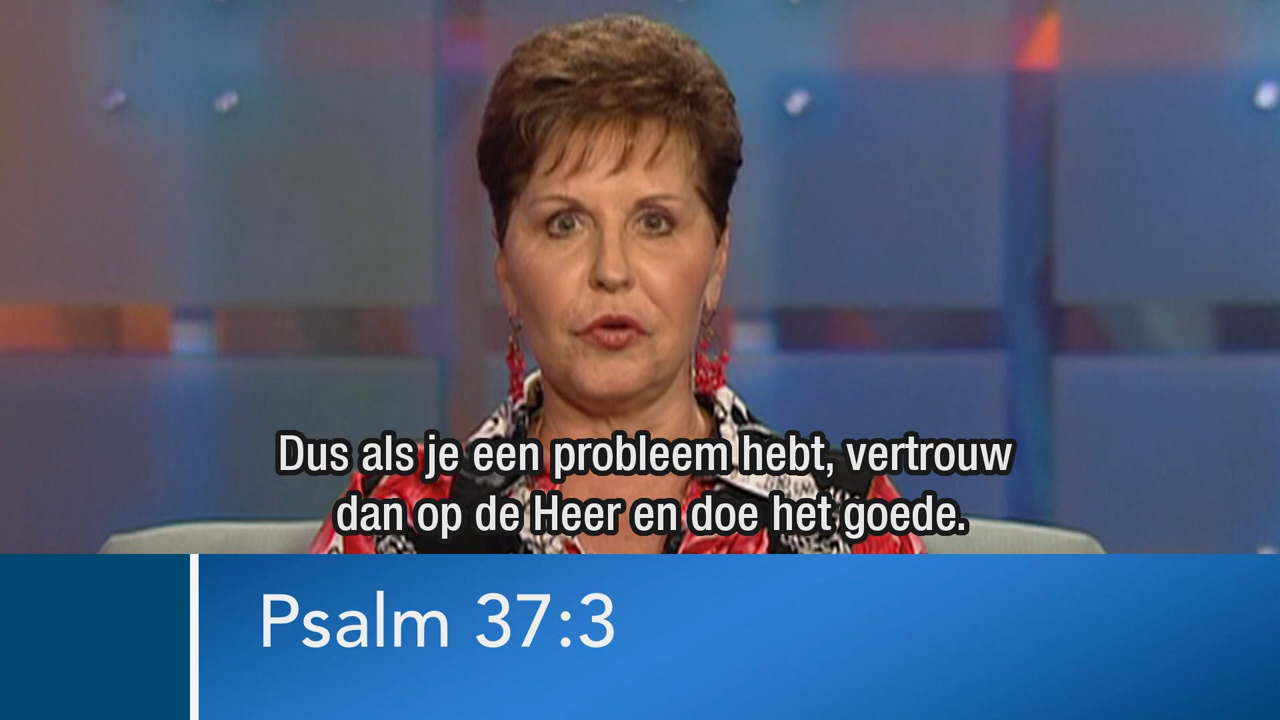 Dus als je een probleem hebt, vertrouw
dan op de Heer en doe het goede.
Psalm 37:3